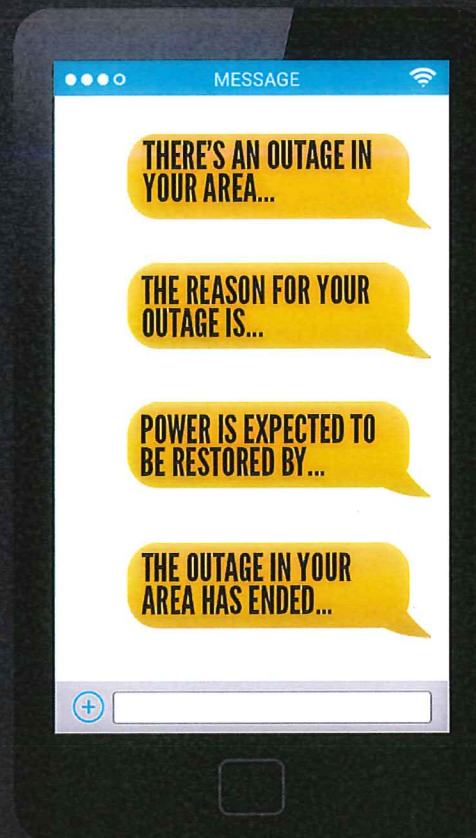 MESSAGE
THERE'S AN OUTAGE IN
YOUR AREA...
THE REASON FOR YOUR
OUTAGE IS...
POWER IS EXPECTED TO
BE RESTORED BY...
THE OUTAGE IN YOUR
AREA HAS ENDED...